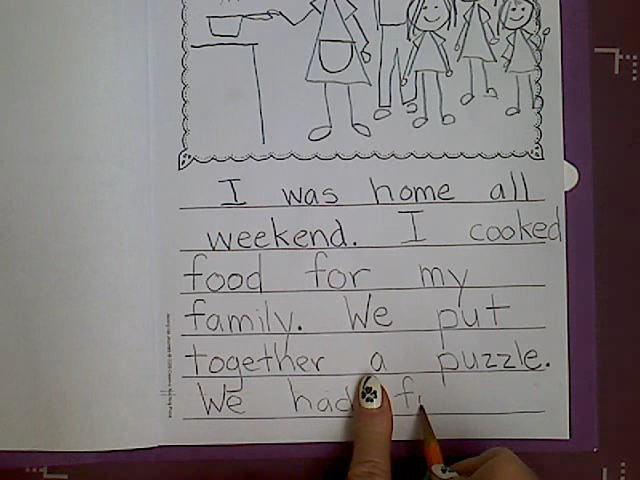 I was home all
weekend. I cooked
food for my
family. We put
together a puzzle.
We had f